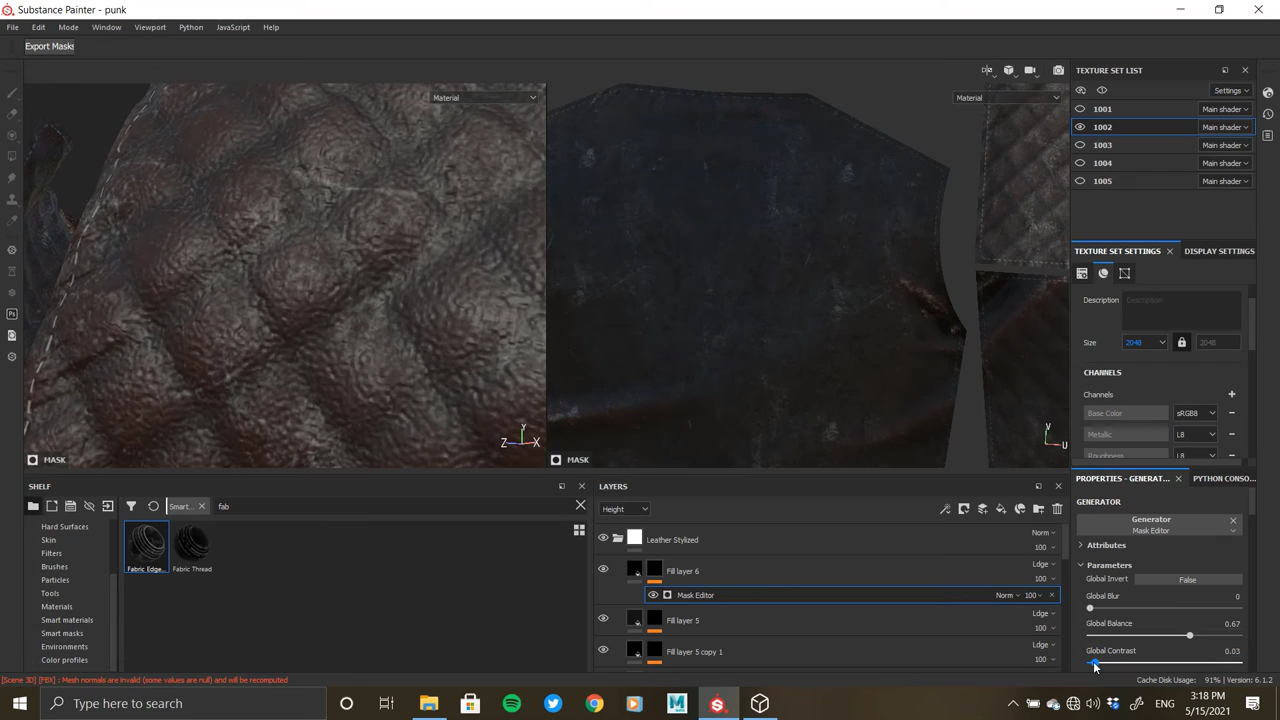 Substance Painter - punk
File Edit Mode Window Viewport Python JavaScript Help
Export Masks
Material
Material
Z X Y
V U
MASK
MASK
TEXTURE SET LIST
Settings
1001 Main shader
1002 Main shader
1003 Main shader
1004 Main shader
1005 Main shader
TEXTURE SET SETTINGS DISPLAY SETTINGS
Description Description
Size 2048 2048
CHANNELS
Channels
Base Color sRGB8
Metallic L8
Roughness L8
SHELF
Smart... fab
Hard Surfaces
Skin
Filters
Brushes
Particles
Tools
Materials
Smart materials
Smart masks
Environments
Color profiles
Fabric Edge... Fabric Thread
LAYERS
Height
Leather Stylized Norm
100
Fill layer 6 Ldge
100
Mask Editor Norm 100
Fill layer 5 Ldge
100
Fill layer 5 copy 1 Ldge
100
PROPERTIES - GENERAT... PYTHON CONSO...
GENERATOR
Generator
Mask Editor
Attributes
Parameters
Global Invert False
Global Blur 0
Global Balance 0.67
Global Contrast 0.03
[Scene 3D] [FBX] : Mesh normals are invalid (some values are null) and will be recomputed
Cache Disk Usage: 91% | Version: 6.1.2
Type here to search
ENG
3:18 PM
5/15/2021